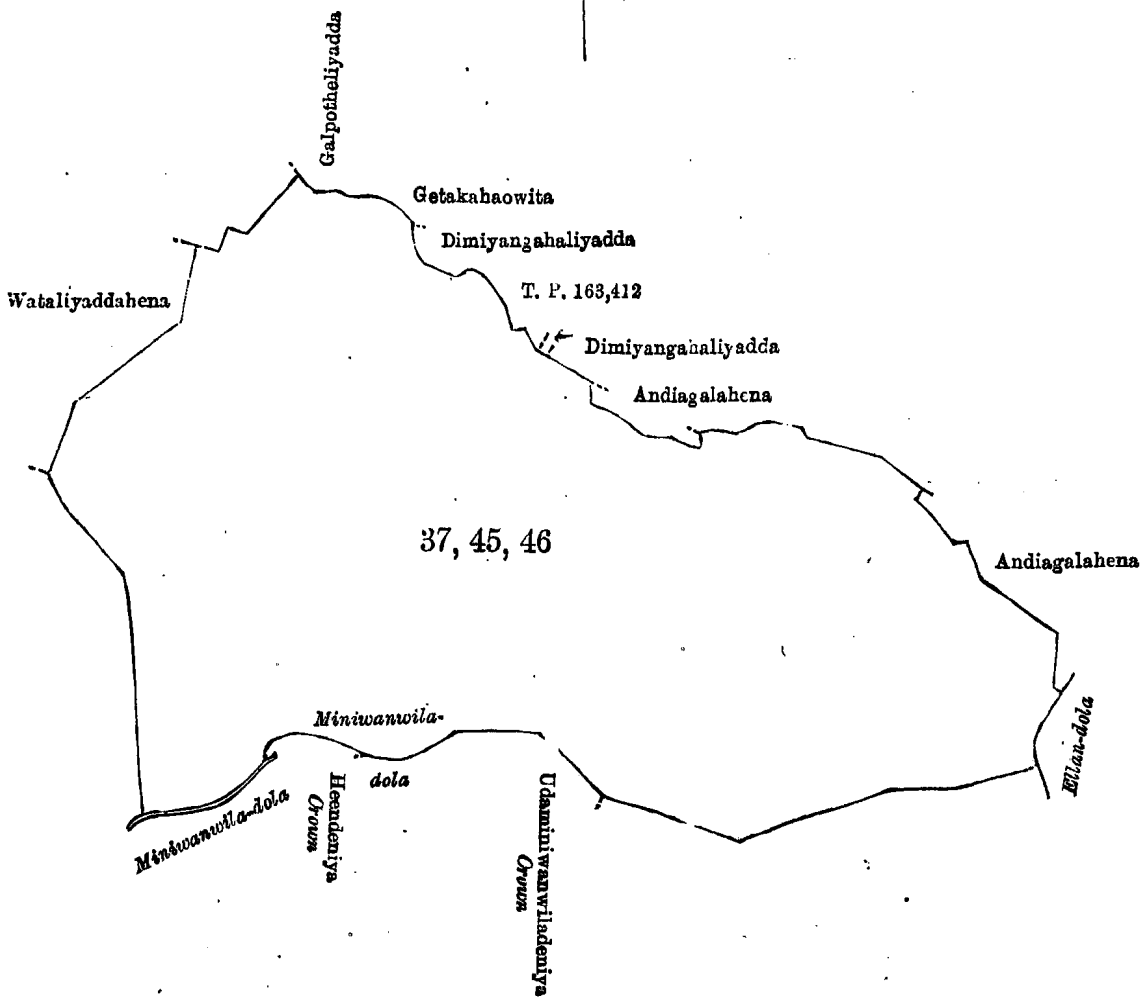 Galpotheliyadda
Getakahaowita
Dimiyangahaliyadda
T. P. 163,412
Wataliyaddahena
Dimiyangahaliyadda
Andiagalahena
37, 45, 46
Andiagalahena
Miniwanwila-
dola
Ellan-dola
Miniwanwila-dola
Heendeniya
Crown
Udaminiwanwiladeniya
Crown